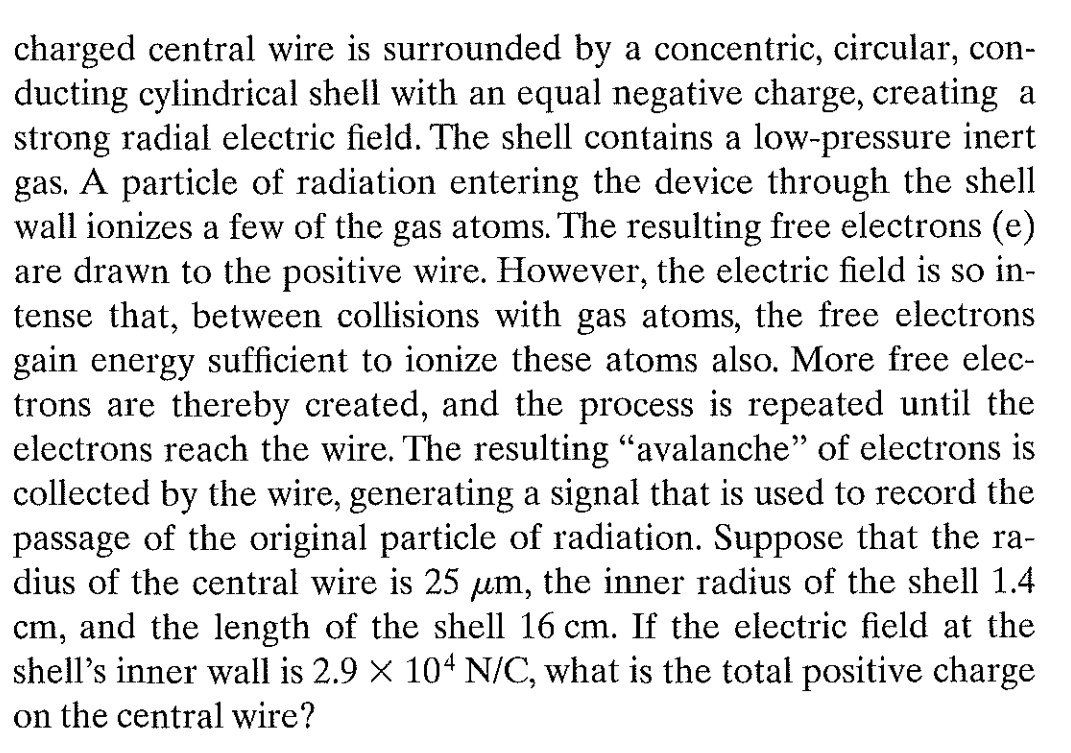 charged central wire is surrounded by a concentric, circular, con-
ducting cylindrical shell with an equal negative charge, creating a
strong radial electric field. The shell contains a low-pressure inert
gas. A particle of radiation entering the device through the shell
wall ionizes a few of the gas atoms. The resulting free electrons (e)
are drawn to the positive wire. However, the electric field is so in-
tense that, between collisions with gas atoms, the free electrons
gain energy sufficient to ionize these atoms also. More free elec-
trons are thereby created, and the process is repeated until the
electrons reach the wire. The resulting “avalanche” of electrons is
collected by the wire, generating a signal that is used to record the
passage of the original particle of radiation. Suppose that the ra-
dius of the central wire is 25 μm, the inner radius of the shell 1.4
cm, and the length of the shell 16 cm. If the electric field at the
shell’s inner wall is 2.9 × 10⁴ N/C, what is the total positive charge
on the central wire?